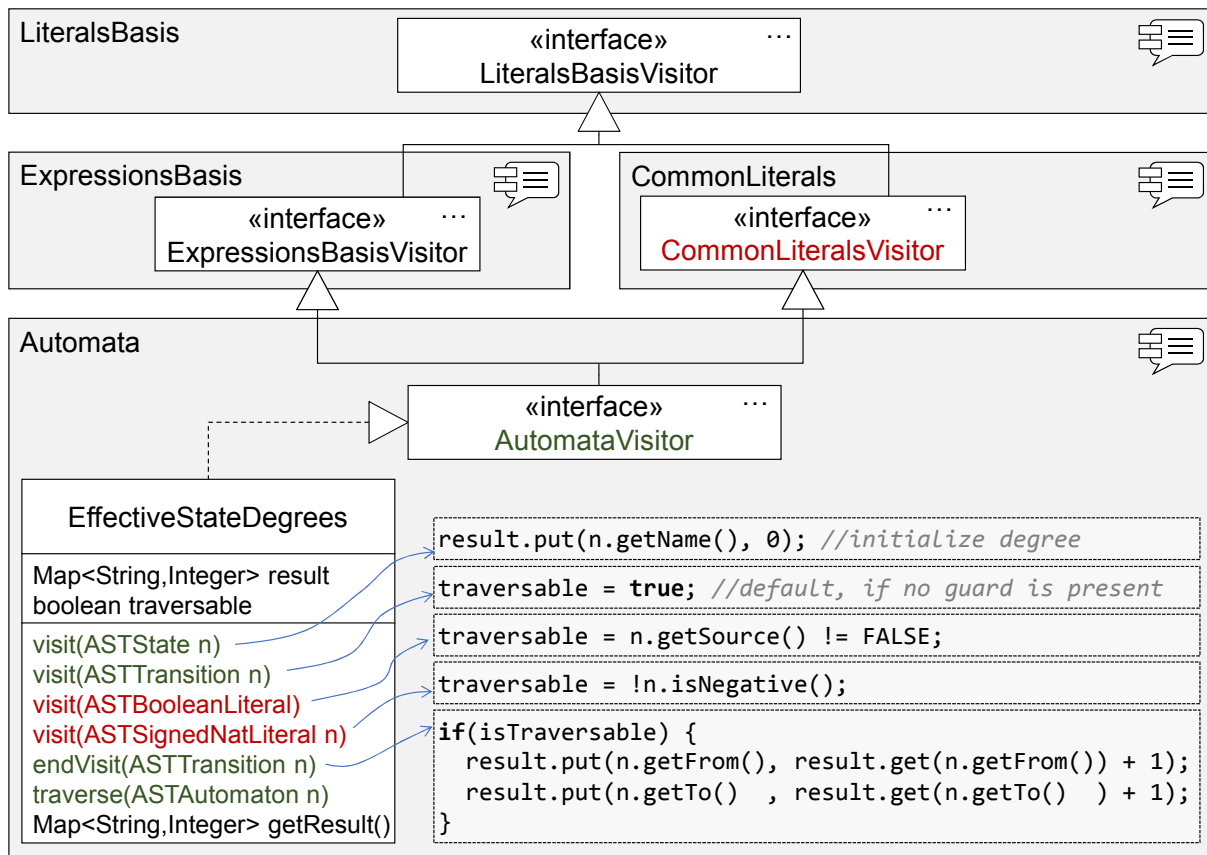 LiteralsBasis
«interface»
...
LiteralsBasisVisitor
ExpressionsBasis
«interface»
...
ExpressionsBasisVisitor
CommonLiterals
«interface»
...
CommonLiteralsVisitor
Automata
«interface»
...
AutomataVisitor
EffectiveStateDegrees
Map<String,Integer> result
boolean traversable
visit(ASTState n)
visit(ASTTransition n)
visit(ASTBooleanLiteral)
visit(ASTSignedNatLiteral n)
endVisit(ASTTransition n)
traverse(ASTAutomaton n)
Map<String,Integer> getResult()
result.put(n.getName(), 0); //initialize degree
traversable = true; //default, if no guard is present
traversable = n.getSource() != FALSE;
traversable = !n.isNegative();
if(isTraversable) {
  result.put(n.getFrom(), result.get(n.getFrom()) + 1);
  result.put(n.getTo()  , result.get(n.getTo()  ) + 1);
}